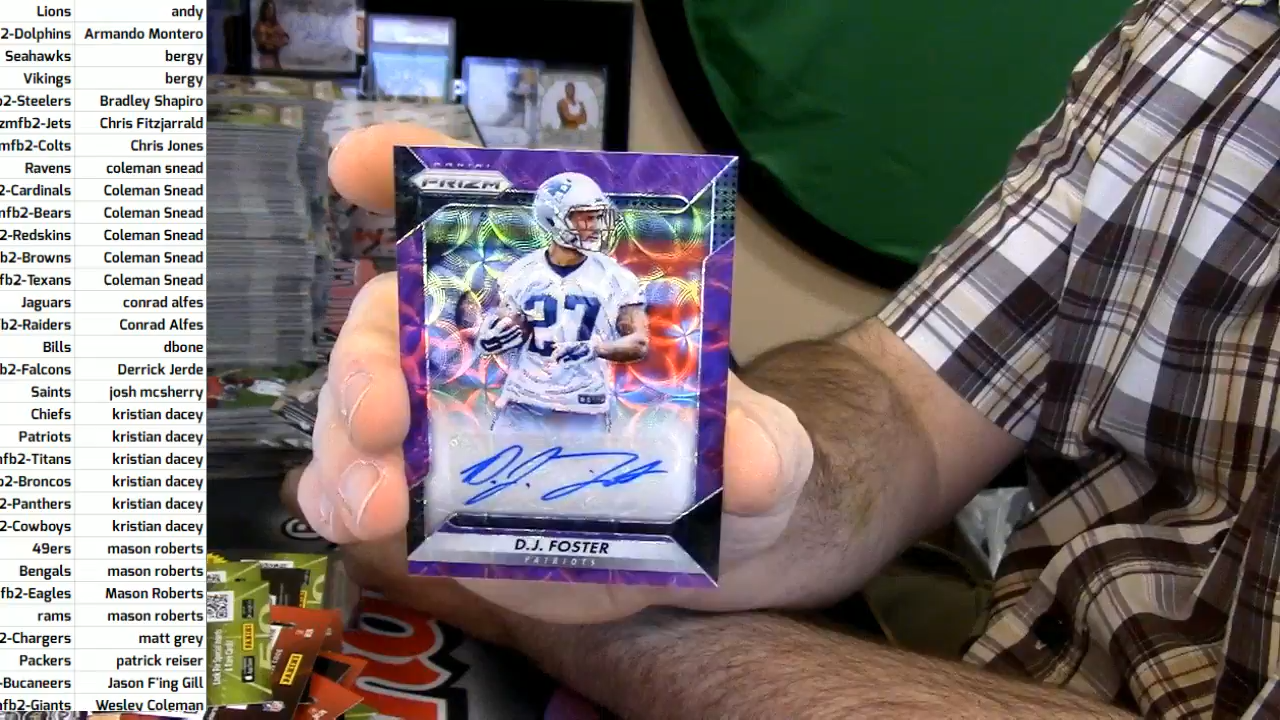 Lions andy
2-Dolphins Armando Montero
Seahawks bergy
Vikings bergy
b2-Steelers Bradley Shapiro
zmfb2-Jets Chris Fitzjarrald
mfb2-Colts Chris Jones
Ravens coleman snead
2-Cardinals Coleman Snead
nfb2-Bears Coleman Snead
2-Redskins Coleman Snead
b2-Browns Coleman Snead
fb2-Texans Coleman Snead
Jaguars conrad alfes
b2-Raiders Conrad Alfes
Bills dbone
b2-Falcons Derrick Jerde
Saints josh mcsherry
Chiefs kristian dacey
Patriots kristian dacey
nfb2-Titans kristian dacey
2-Broncos kristian dacey
2-Panthers kristian dacey
2-Cowboys kristian dacey
49ers mason roberts
Bengals mason roberts
fb2-Eagles Mason Roberts
rams mason roberts
2-Chargers matt grey
Packers patrick reiser
-Bucaneers Jason F'ing Gill
nfb2-Giants Wesley Coleman
PANINI
PRIZM
27
D.J. FOSTER
PATRIOTS
PANINI
PANINI